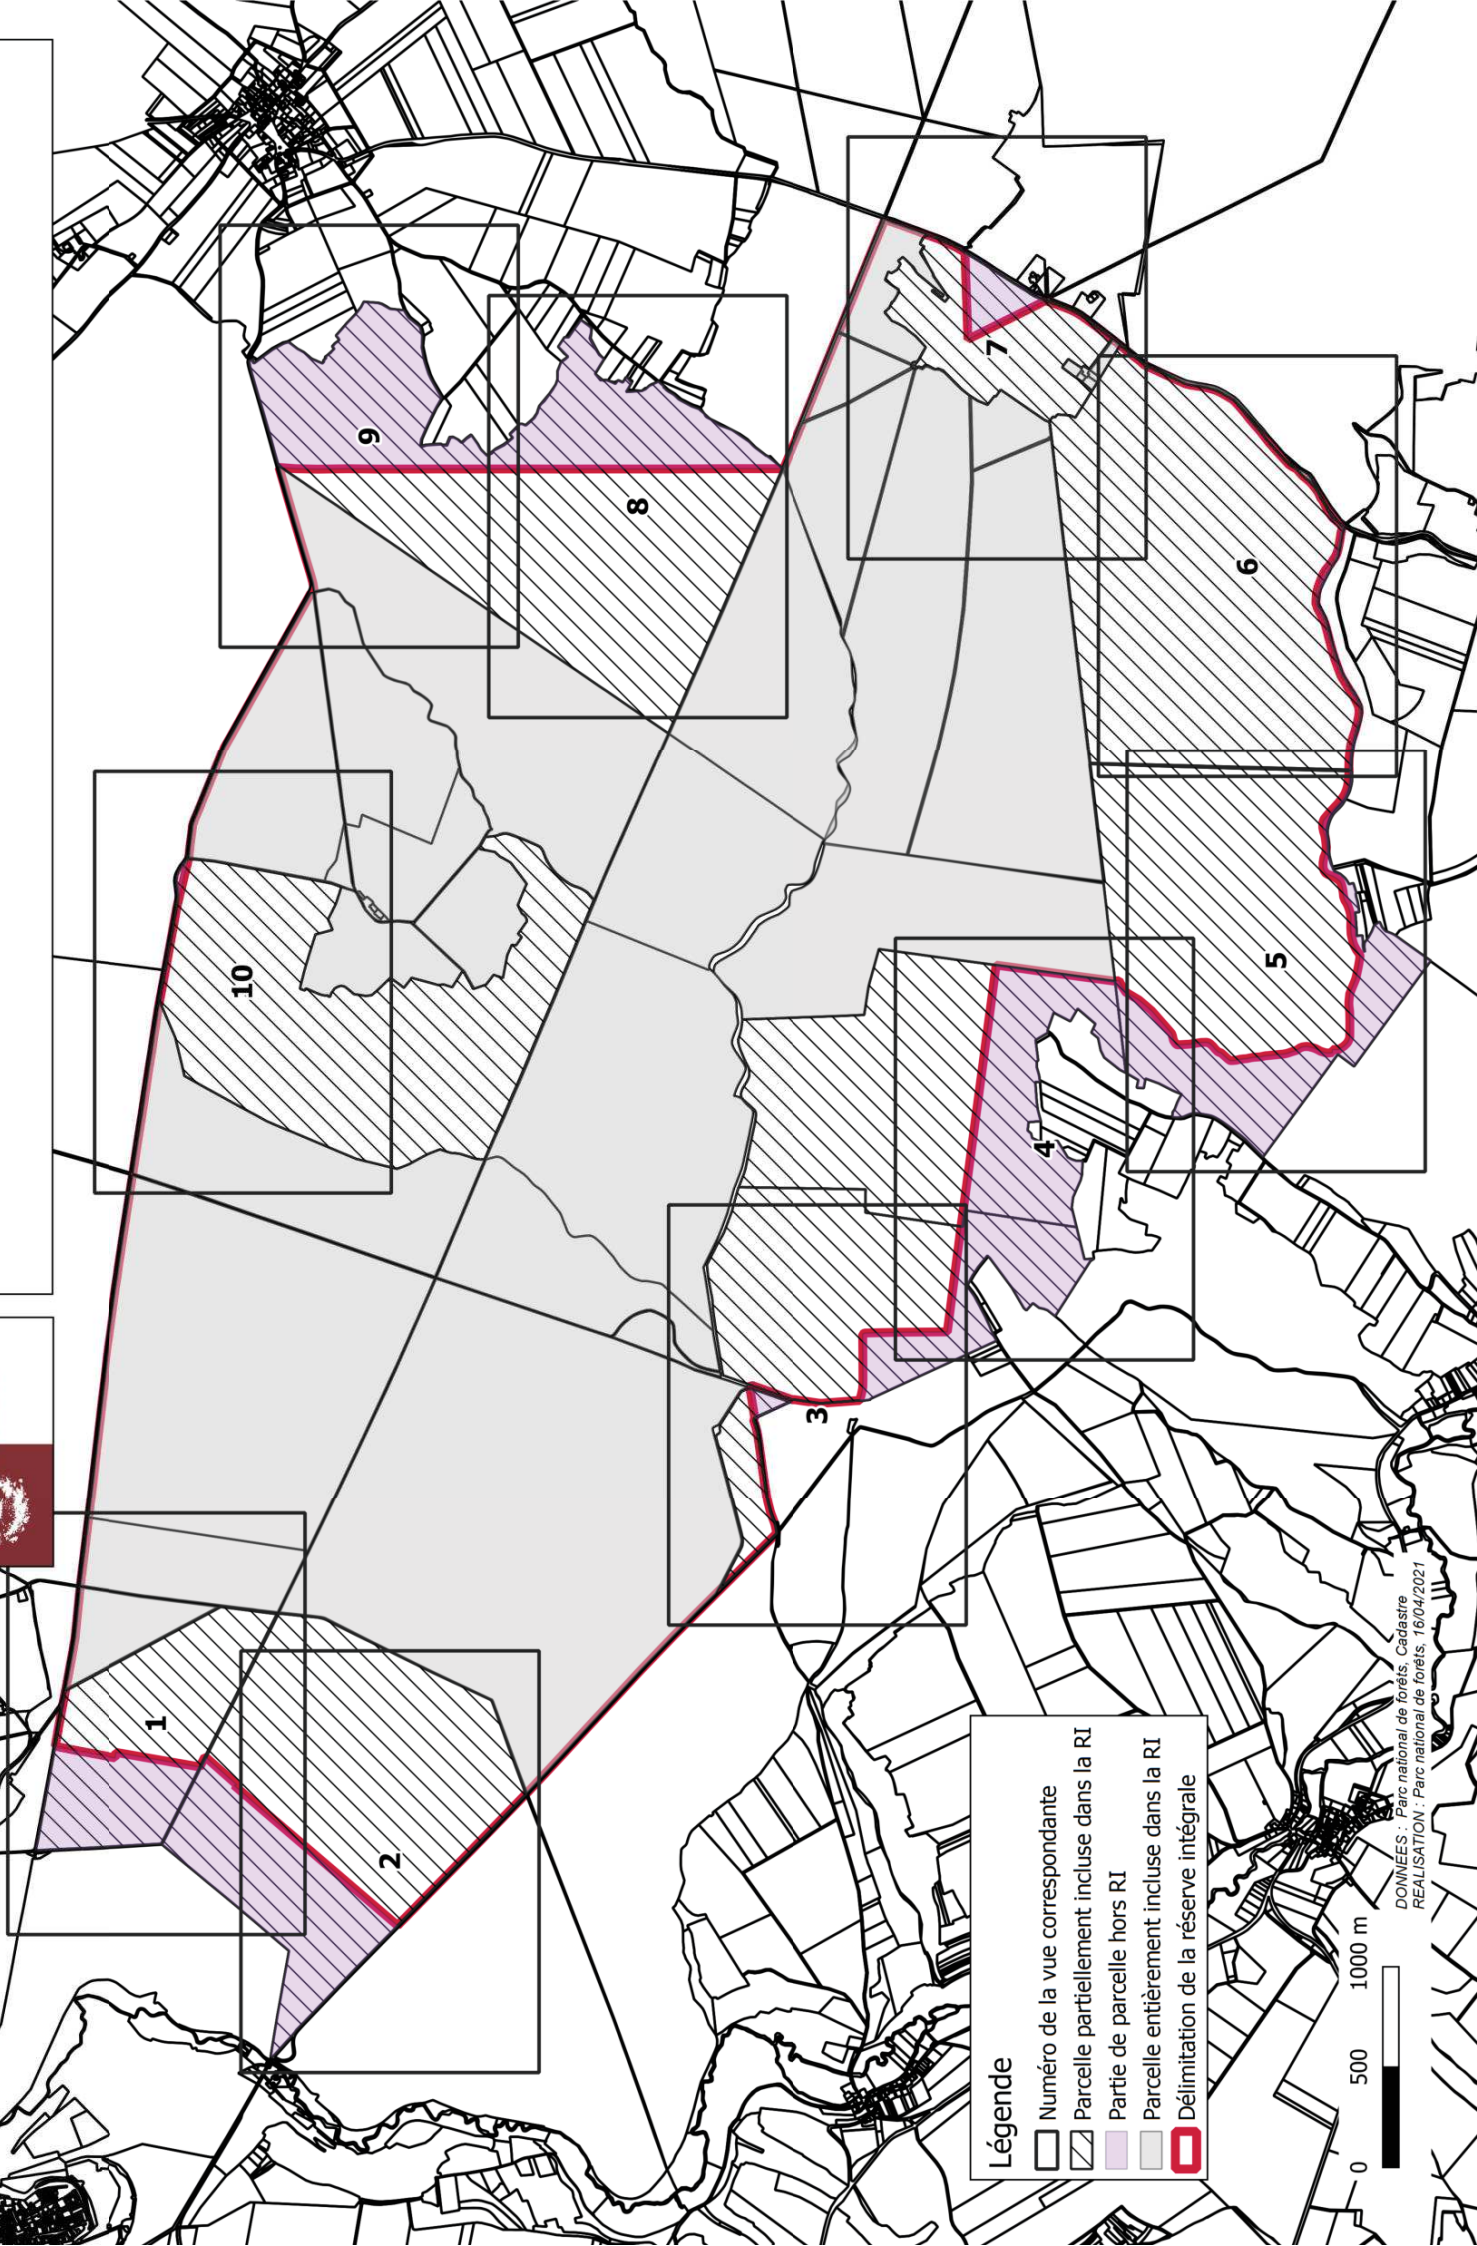 1
2
3
4
5
6
7
8
9
10
Légende
Numéro de la vue correspondante
Parcelle partiellement incluse dans la RI
Partie de parcelle hors RI
Parcelle entièrement incluse dans la RI
Délimitation de la réserve intégrale
0 500 1000 m
DONNEES : Parc national de forêts, Cadastre
REALISATION : Parc national de forêts, 16/04/2021